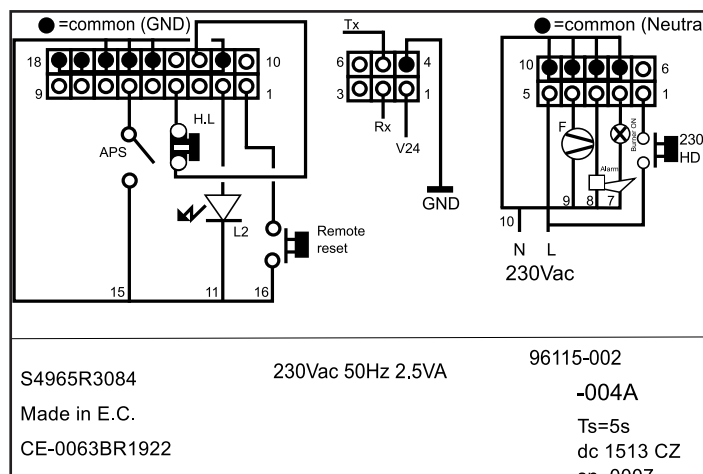 =common (GND)
18
10
9
1
H.L
APS
L2
Remote
reset
15
11
16
Tx
6
4
3
1
Rx
V24
GND
=common (Neutra
10
6
5
1
F
Burner ON
230
HD
Alarm
9
8
7
10
N L
230Vac
S4965R3084
Made in E.C.
CE-0063BR1922
230Vac 50Hz 2,5VA
96115-002
-004A
Ts=5s
dc 1513 CZ